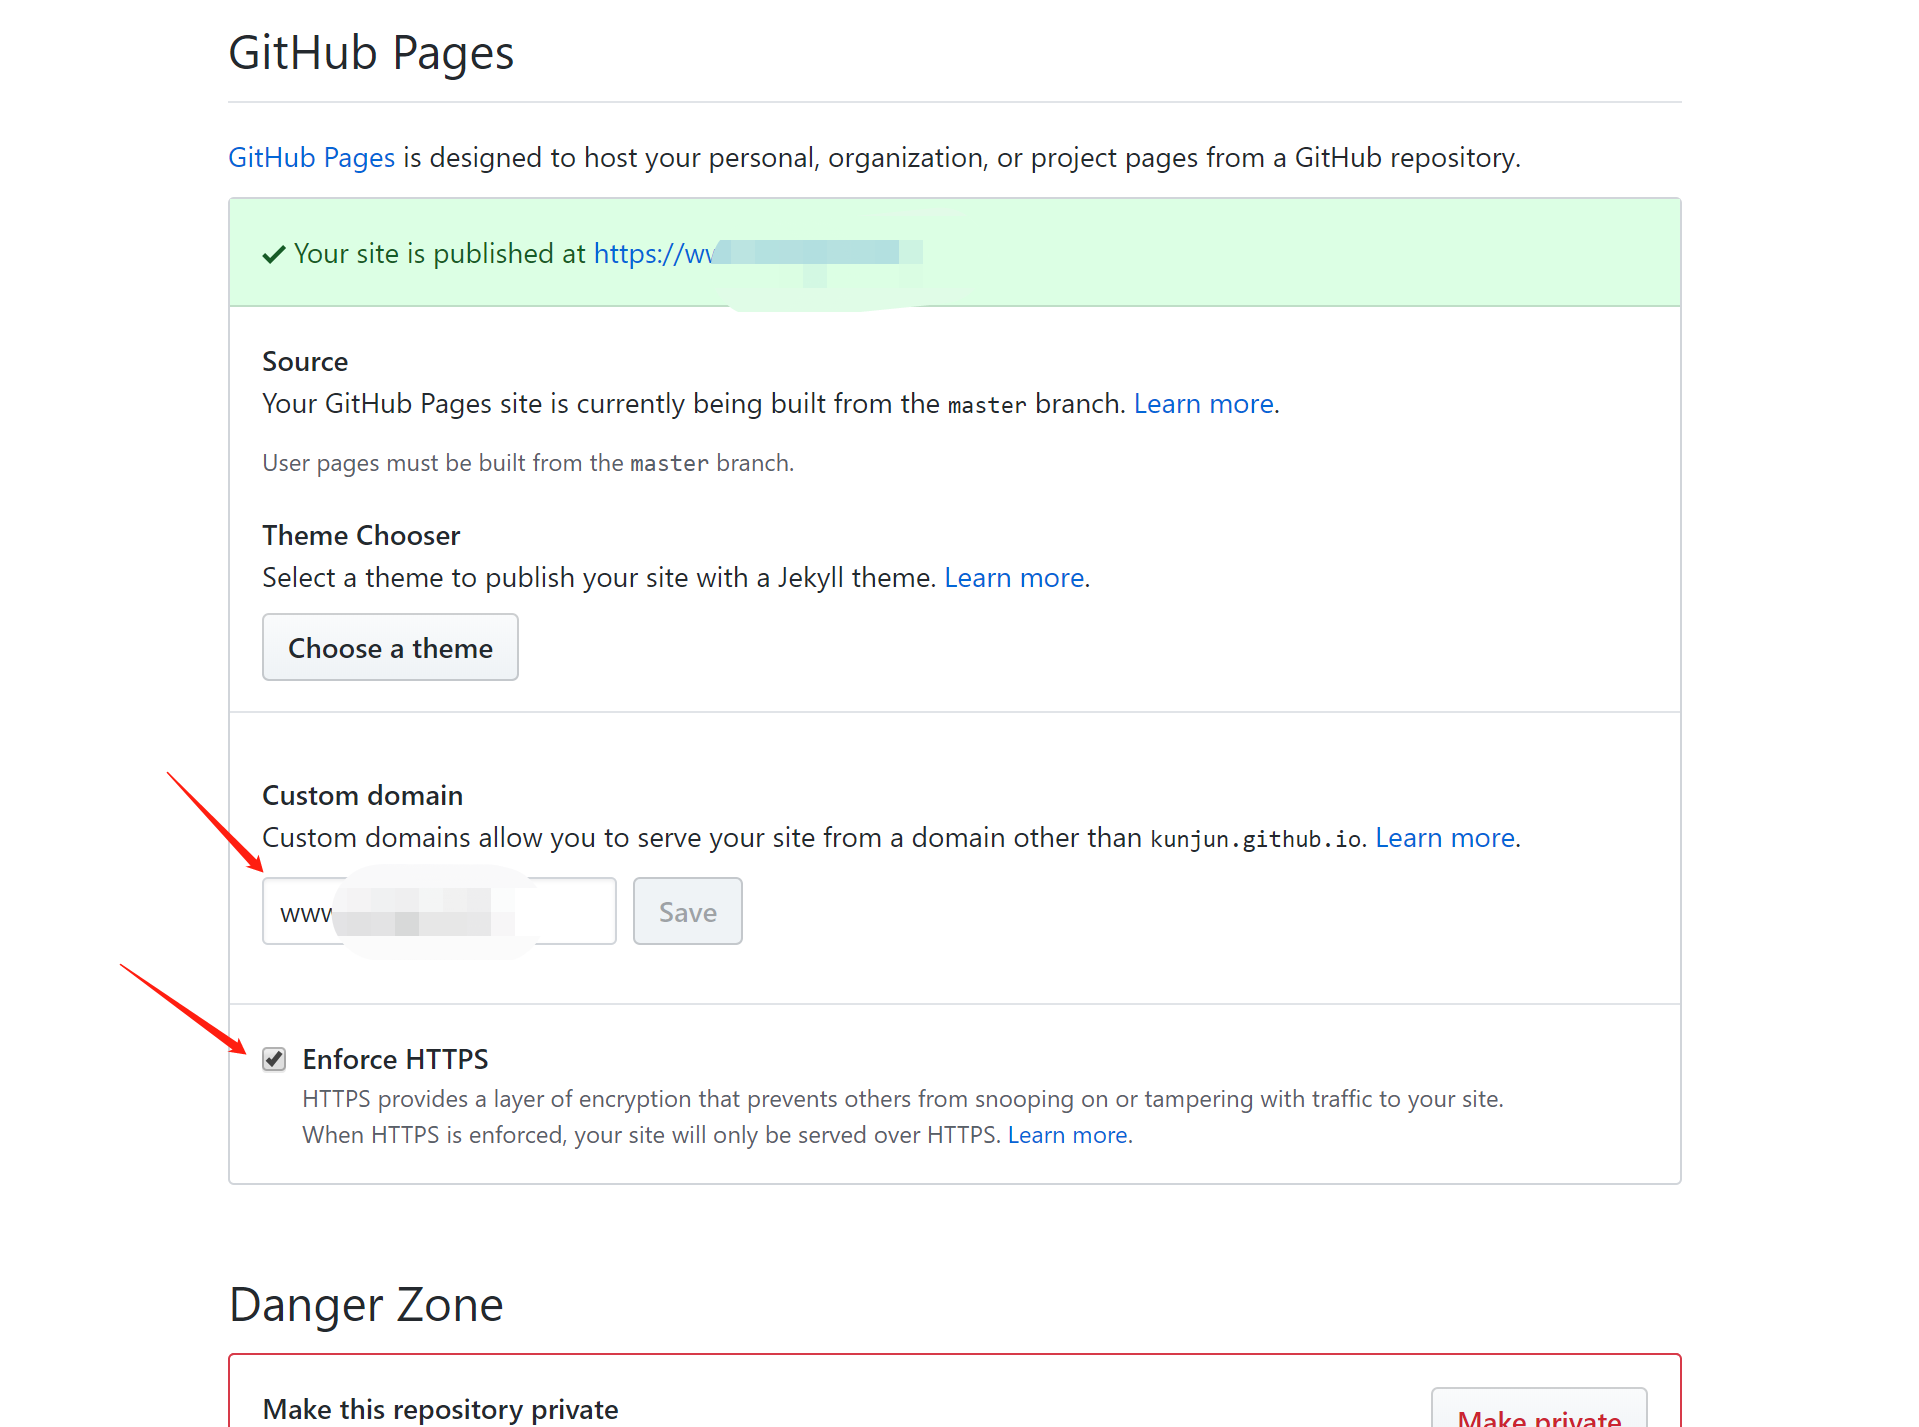 GitHub Pages
GitHub Pages is designed to host your personal, organization, or project pages from a GitHub repository.
Your site is published at https://ww
Source
Your GitHub Pages site is currently being built from the master branch. Learn more.
User pages must be built from the master branch.
Theme Chooser
Select a theme to publish your site with a Jekyll theme. Learn more.
Choose a theme
Custom domain
Custom domains allow you to serve your site from a domain other than kunjun.github.io. Learn more.
www
Save
Enforce HTTPS
HTTPS provides a layer of encryption that prevents others from snooping on or tampering with traffic to your site.
When HTTPS is enforced, your site will only be served over HTTPS. Learn more.
Danger Zone
Make this repository private
Make private